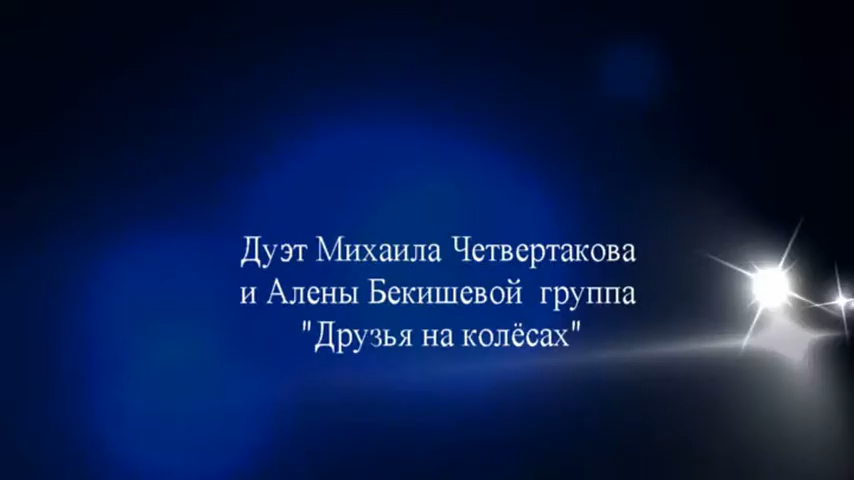 Дуэт Михаила Четвертакова
и Алены Бекишевой группа
"Друзья на колёсах"